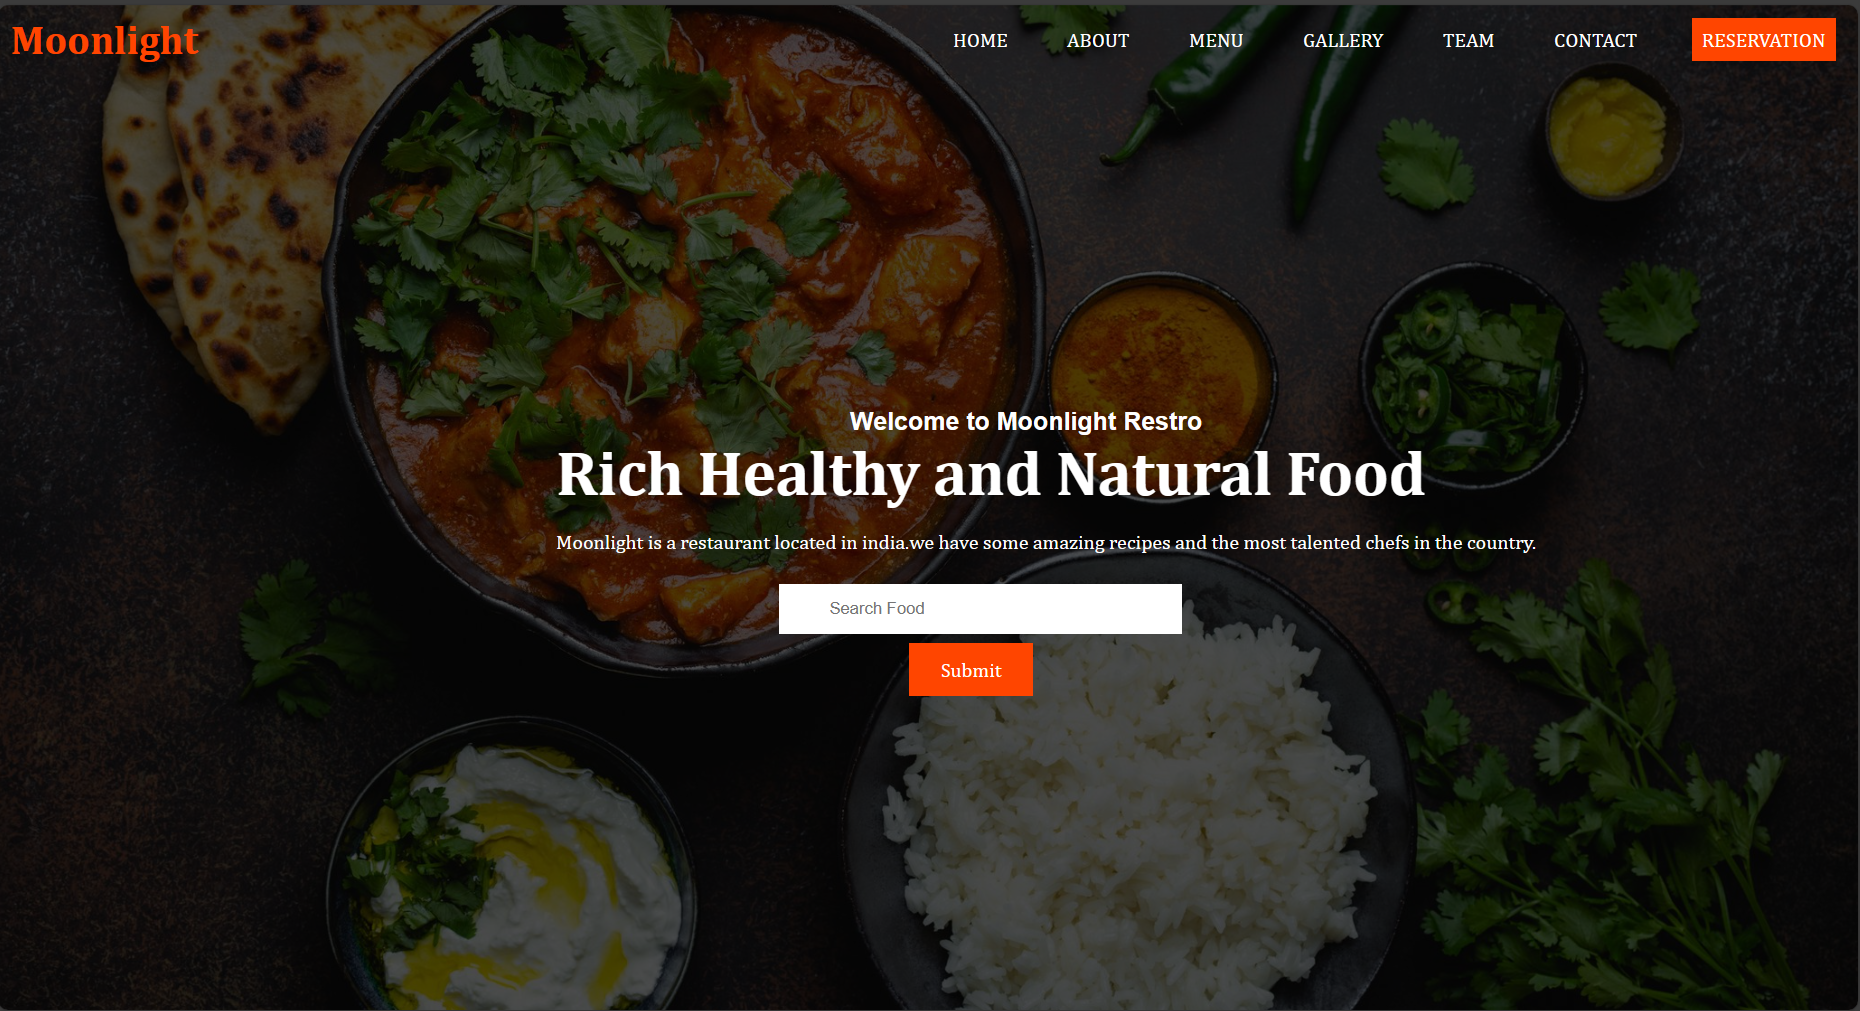 Moonlight
HOME ABOUT MENU GALLERY TEAM CONTACT RESERVATION
Welcome to Moonlight Restro
Rich Healthy and Natural Food
Moonlight is a restaurant located in india.we have some amazing recipes and the most talented chefs in the country.
Search Food
Submit